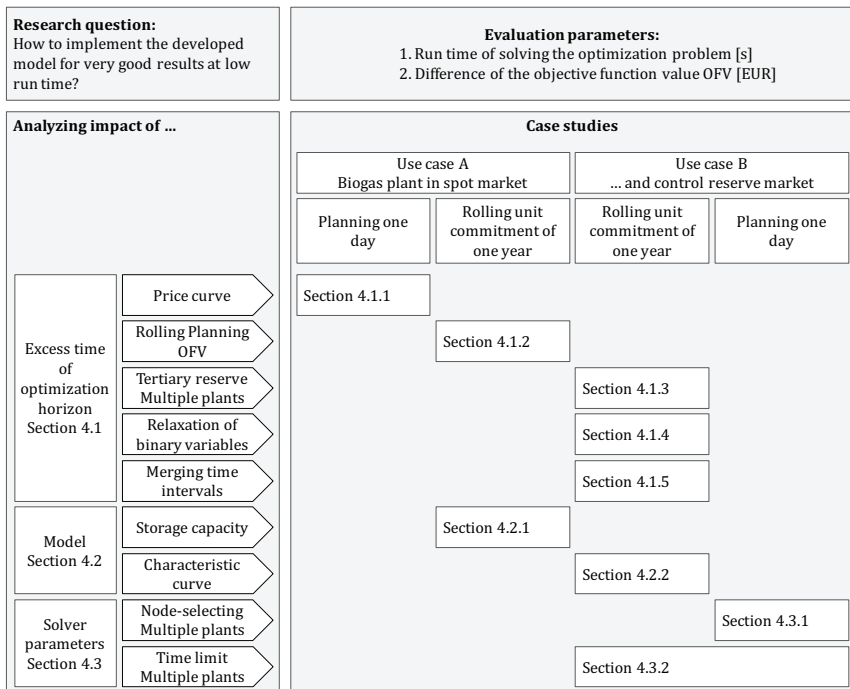 Research question:
How to implement the developed
model for very good results at low
run time?
Evaluation parameters:
1. Run time of solving the optimization problem [s]
2. Difference of the objective function value OFV [EUR]
Analyzing impact of ...
Case studies
Use case A
Biogas plant in spot market
Use case B
... and control reserve market
Planning one
day
Rolling unit
commitment of
one year
Rolling unit
commitment of
one year
Planning one
day
Excess time
of
optimization
horizon
Section 4.1
Price curve
Section 4.1.1
Rolling Planning
OFV
Section 4.1.2
Tertiary reserve
Multiple plants
Section 4.1.3
Relaxation of
binary variables
Section 4.1.4
Merging time
intervals
Section 4.1.5
Model
Section 4.2
Storage capacity
Section 4.2.1
Characteristic
curve
Section 4.2.2
Solver
parameters
Section 4.3
Node-selecting
Multiple plants
Section 4.3.1
Time limit
Multiple plants
Section 4.3.2